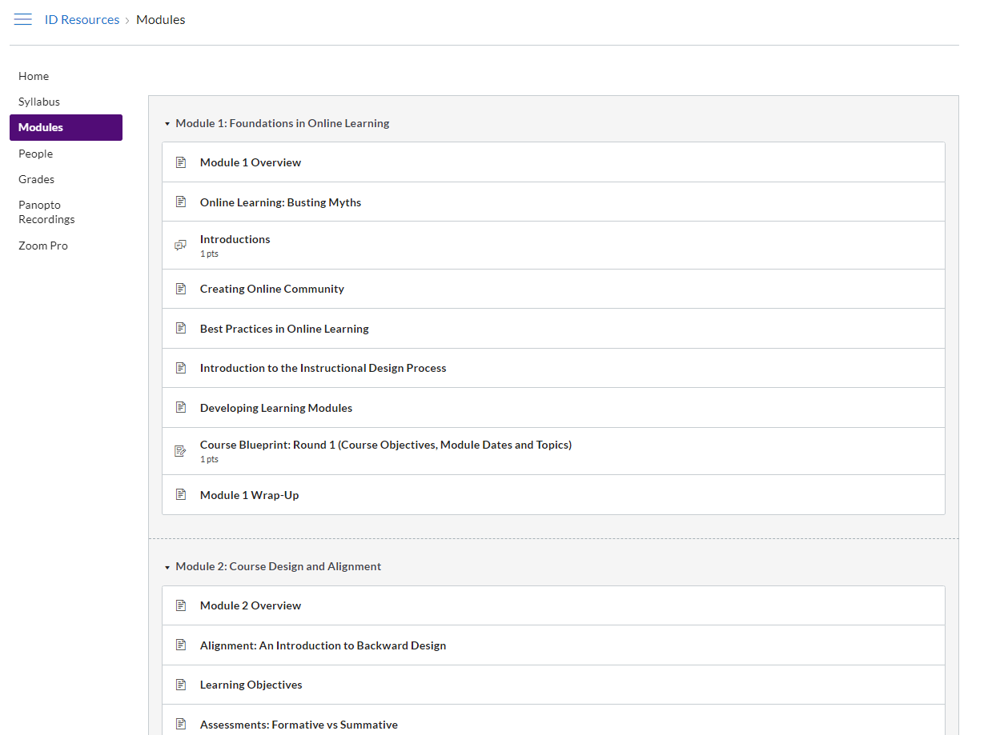 ID Resources > Modules
Home
Syllabus
Modules
People
Grades
Panopto
Recordings
Zoom Pro
Module 1: Foundations in Online Learning
Module 1 Overview
Online Learning: Busting Myths
Introductions
1 pts
Creating Online Community
Best Practices in Online Learning
Introduction to the Instructional Design Process
Developing Learning Modules
Course Blueprint: Round 1 (Course Objectives, Module Dates and Topics)
1 pts
Module 1 Wrap-Up
Module 2: Course Design and Alignment
Module 2 Overview
Alignment: An Introduction to Backward Design
Learning Objectives
Assessments: Formative vs Summative